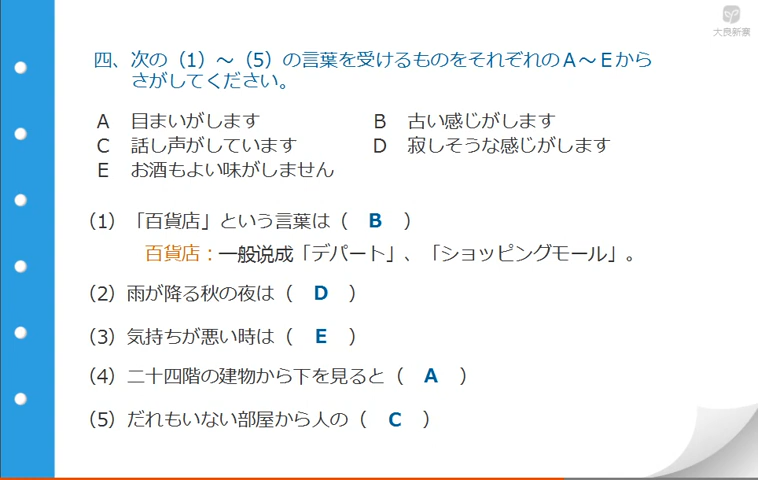 大良新禀
四、次の（1）～（5）の言葉を受けるものをそれぞれのＡ～Ｅから
さがしてください。
A 目まいがします B 古い感じがします
C 話し声がしています D 寂しそうな感じがします
E お酒もよい味がしません
（1）「百貨店」という言葉は（ B ）
百貨店：一般说成「デパート」、「ショッピングモール」。
（2）雨が降る秋の夜は（ D ）
（3）気持ちが悪い時は（ E ）
（4）二十四階の建物から下を見ると（ A ）
（5）だれもいない部屋から人の（ C ）